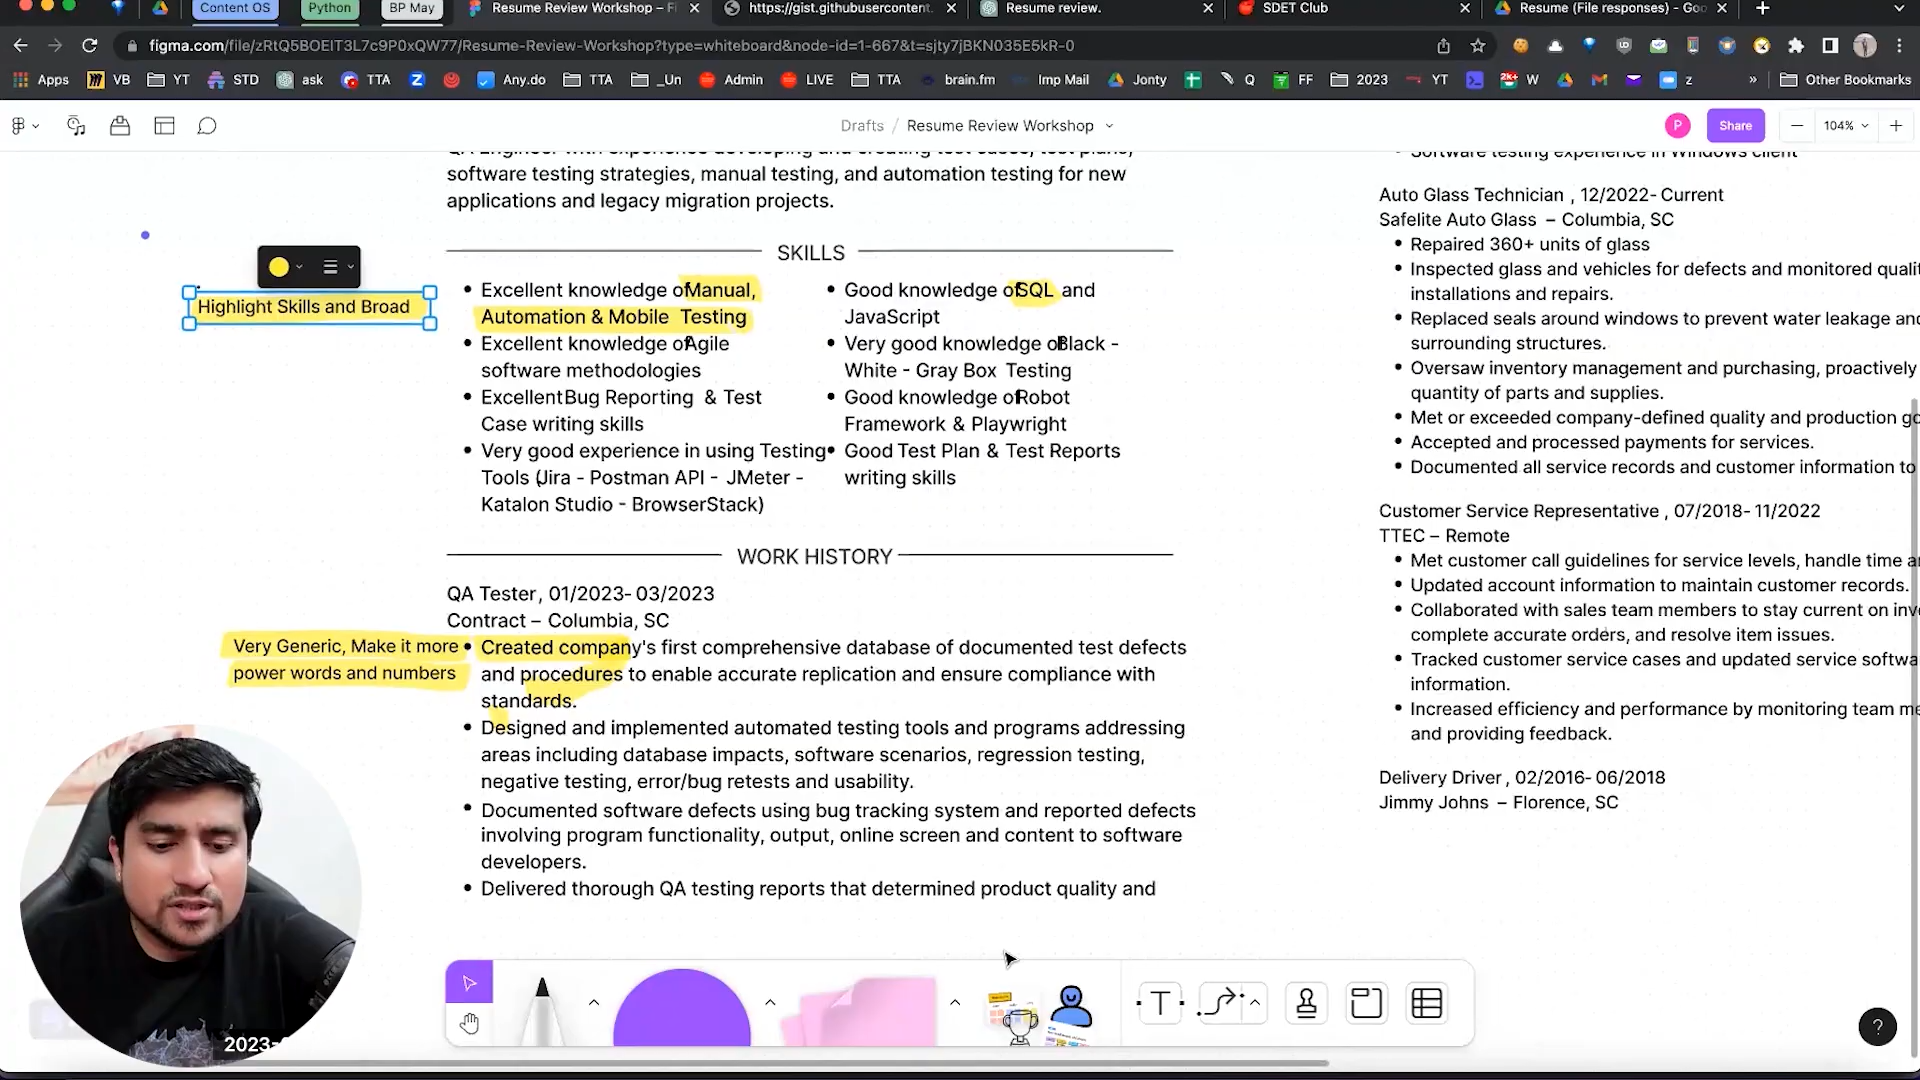 Content OS
Python
BP May
Resume Review Workshop – Fi
https://gist.githubusercontent.
Resume review.
SDET Club
Resume (File responses) - Goo
figma.com/file/zRtQ5BOEIT3L7c9P0xQW77/Resume-Review-Workshop?type=whiteboard&node-id=1-667&t=sjty7jBKN035E5kR-0
Apps VB YT STD ask TTA Any.do TTA _Un Admin LIVE TTA brain.fm Imp Mail Jonty Q FF 2023 YT W z » Other Bookmarks
Drafts / Resume Review Workshop
P
Share
104%
QA Engineer with experience developing and creating test cases, test plans,
software testing strategies, manual testing, and automation testing for new
applications and legacy migration projects.
SKILLS
Highlight Skills and Broad
• Excellent knowledge of Manual,
Automation & Mobile Testing
• Excellent knowledge of Agile
software methodologies
• Excellent Bug Reporting & Test
Case writing skills
• Very good experience in using Testing
Tools (Jira - Postman API - JMeter -
Katalon Studio - BrowserStack)
• Good knowledge of SQL and
JavaScript
• Very good knowledge of Black -
White - Gray Box Testing
• Good knowledge of Robot
Framework & Playwright
• Good Test Plan & Test Reports
writing skills
WORK HISTORY
QA Tester, 01/2023- 03/2023
Contract – Columbia, SC
Very Generic, Make it more
power words and numbers
• Created company's first comprehensive database of documented test defects
and procedures to enable accurate replication and ensure compliance with
standards.
• Designed and implemented automated testing tools and programs addressing
areas including database impacts, software scenarios, regression testing,
negative testing, error/bug retests and usability.
• Documented software defects using bug tracking system and reported defects
involving program functionality, output, online screen and content to software
developers.
• Delivered thorough QA testing reports that determined product quality and
• Software testing experience in Windows client
Auto Glass Technician , 12/2022- Current
Safelite Auto Glass – Columbia, SC
• Repaired 360+ units of glass
• Inspected glass and vehicles for defects and monitored
installations and repairs.
• Replaced seals around windows to prevent water leakage
surrounding structures.
• Oversaw inventory management and purchasing, proactively
quantity of parts and supplies.
• Met or exceeded company-defined quality and production
• Accepted and processed payments for services.
• Documented all service records and customer information to
Customer Service Representative , 07/2018- 11/2022
TTEC – Remote
• Met customer call guidelines for service levels, handle time
• Updated account information to maintain customer records.
• Collaborated with sales team members to stay current on
complete accurate orders, and resolve item issues.
• Tracked customer service cases and updated service
information.
• Increased efficiency and performance by monitoring team
and providing feedback.
Delivery Driver , 02/2016- 06/2018
Jimmy Johns – Florence, SC
T
?